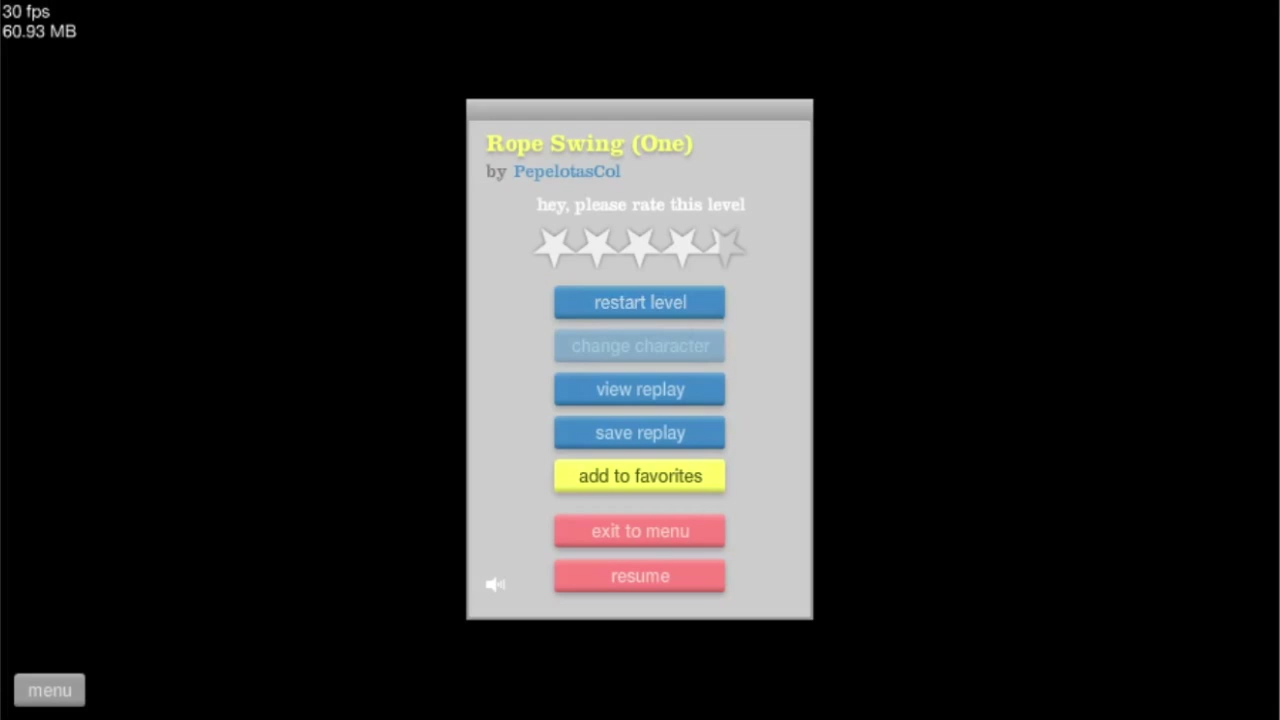 30 fps
60.93 MB
Rope Swing (One)
by PepelotasCol
hey, please rate this level
restart level
change character
view replay
save replay
add to favorites
exit to menu
resume
menu